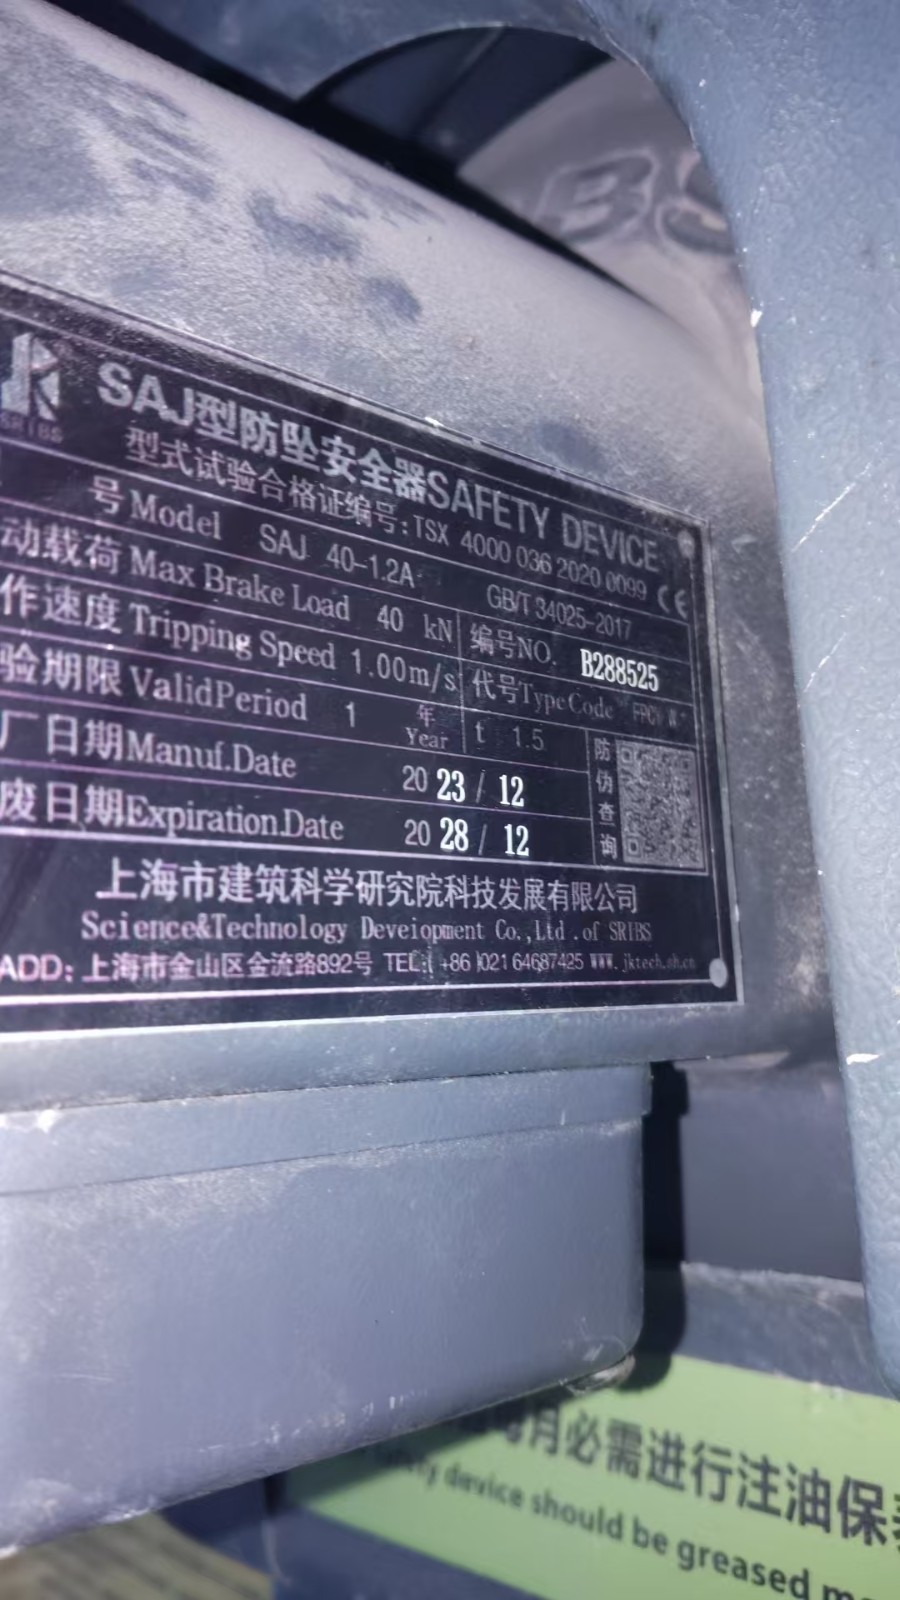 SRIBS
SAJ型防坠安全器SAFETY DEVICE
型式试验合格证编号:TSX 4000 036 2020 0099
号Model SAJ 40-1.2A GB/T 34025-2017 CE
动载荷 Max Brake Load 40 kN 编号NO. B288525
作速度 Tripping Speed 1.00m/s 代号Type Code
验期限 ValidPeriod 1 年 Year t 1.5
厂日期Manuf.Date 20 23 / 12
废日期Expiration.Date 20 28 / 12
防伪查询
上海市建筑科学研究院科技发展有限公司
Science&Technology Deveiopment Co.,Ltd .of SRIBS
ADD: 上海市金山区金流路892号 TEL:( +86 )021 64687425 www.jktech.sh.cn
每月必需进行注油保
safety device should be greased